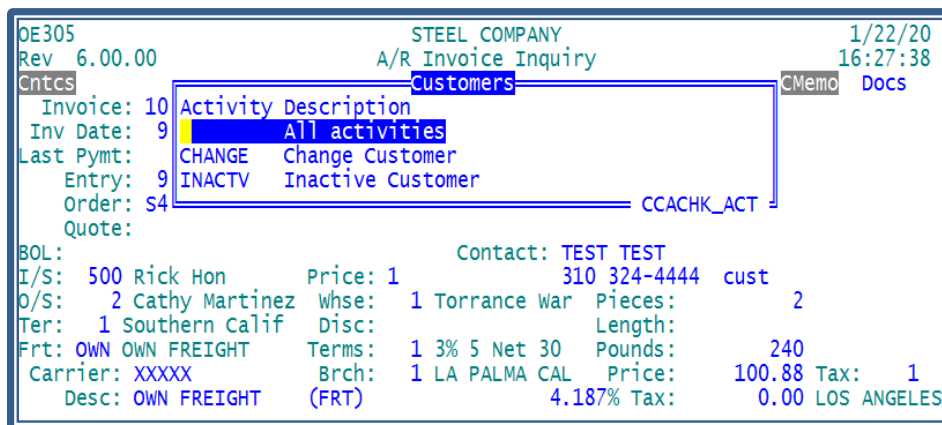 OE305 STEEL COMPANY 1/22/20
Rev 6.00.00 A/R Invoice Inquiry 16:27:38
Cntcs Customers CMemo Docs
Invoice: 10 Activity Description
Inv Date: 9 All activities
Last Pymt: CHANGE Change Customer
Entry: 9 INACTV Inactive Customer
Order: S4 CCACHK_ACT
Quote:
BOL: Contact: TEST TEST
I/S: 500 Rick Hon Price: 1 310 324-4444 cust
O/S: 2 Cathy Martinez Whse: 1 Torrance War Pieces: 2
Ter: 1 Southern Calif Disc: Length:
Frt: OWN OWN FREIGHT Terms: 1 3% 5 Net 30 Pounds: 240
Carrier: XXXXX Brch: 1 LA PALMA CAL Price: 100.88 Tax: 1
Desc: OWN FREIGHT (FRT) 4.187% Tax: 0.00 LOS ANGELES